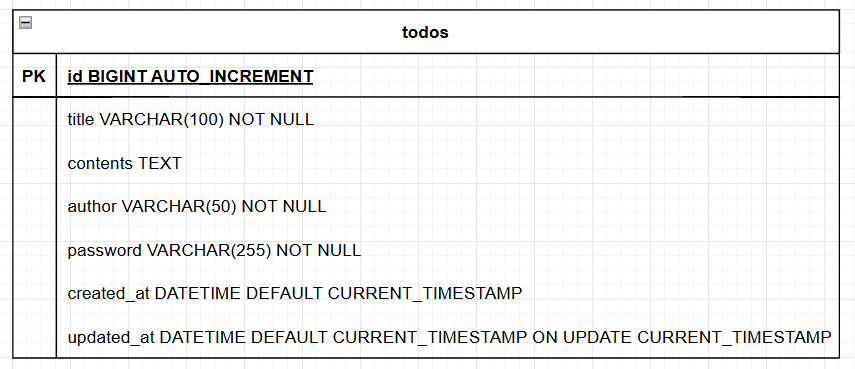 todos
PK id BIGINT AUTO_INCREMENT
title VARCHAR(100) NOT NULL
contents TEXT
author VARCHAR(50) NOT NULL
password VARCHAR(255) NOT NULL
created_at DATETIME DEFAULT CURRENT_TIMESTAMP
updated_at DATETIME DEFAULT CURRENT_TIMESTAMP ON UPDATE CURRENT_TIMESTAMP